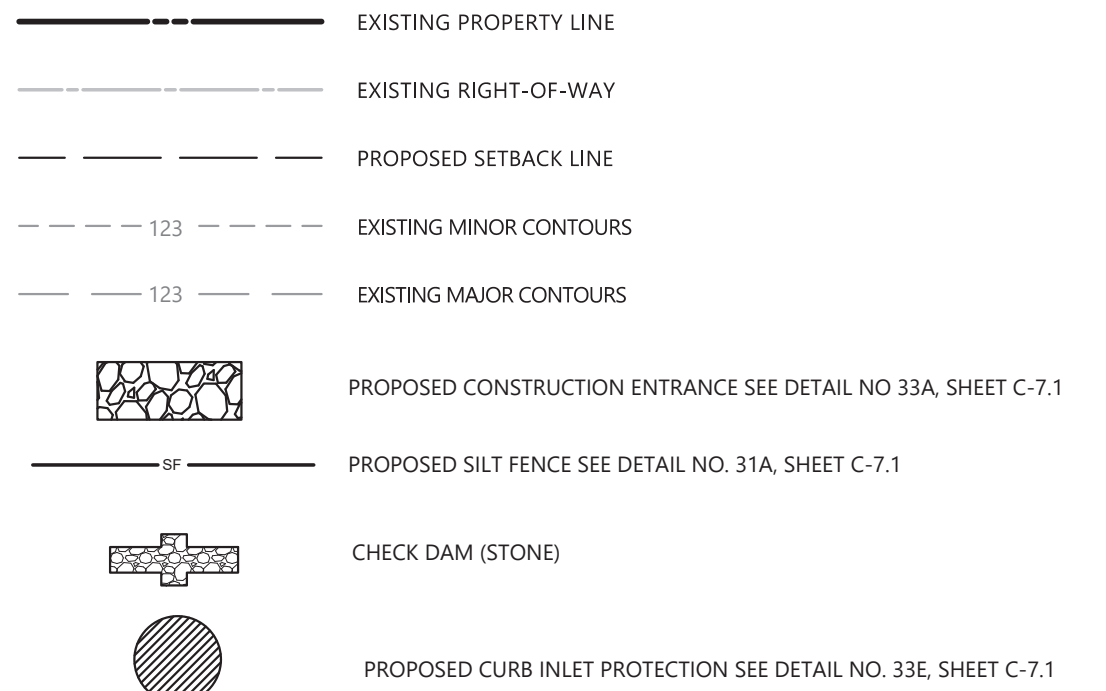 EXISTING PROPERTY LINE
EXISTING RIGHT-OF-WAY
PROPOSED SETBACK LINE
123 EXISTING MINOR CONTOURS
123 EXISTING MAJOR CONTOURS
PROPOSED CONSTRUCTION ENTRANCE SEE DETAIL NO 33A, SHEET C-7.1
SF PROPOSED SILT FENCE SEE DETAIL NO. 31A, SHEET C-7.1
CHECK DAM (STONE)
PROPOSED CURB INLET PROTECTION SEE DETAIL NO. 33E, SHEET C-7.1